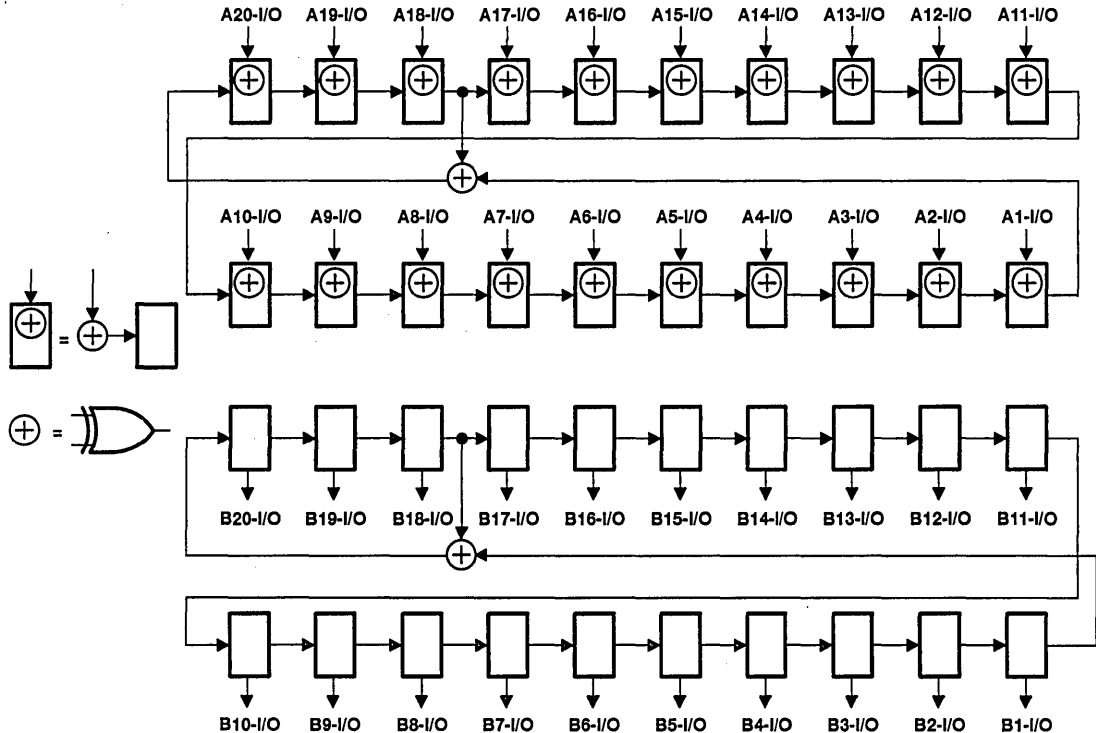 A20-I/O A19-I/O A18-I/O A17-I/O A16-I/O A15-I/O A14-I/O A13-I/O A12-I/O A11-I/O
A10-I/O A9-I/O A8-I/O A7-I/O A6-I/O A5-I/O A4-I/O A3-I/O A2-I/O A1-I/O
=
=
B20-I/O B19-I/O B18-I/O B17-I/O B16-I/O B15-I/O B14-I/O B13-I/O B12-I/O B11-I/O
B10-I/O B9-I/O B8-I/O B7-I/O B6-I/O B5-I/O B4-I/O B3-I/O B2-I/O B1-I/O